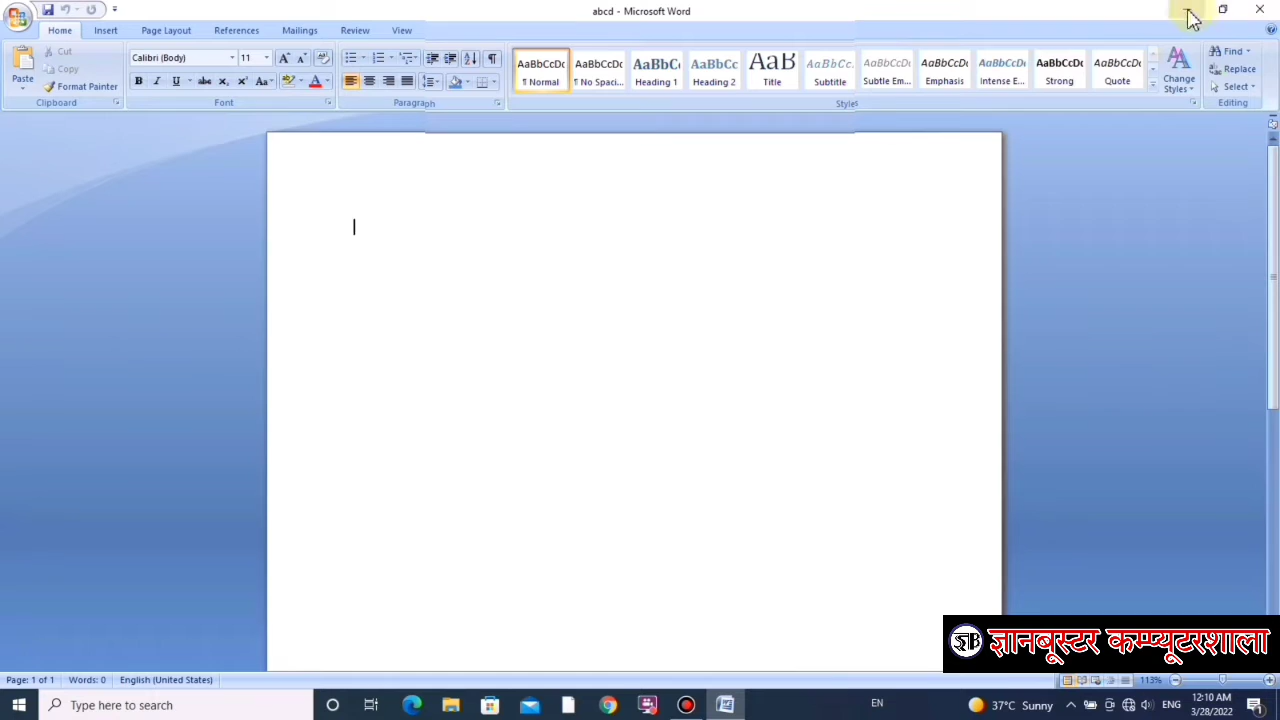 abcd - Microsoft Word
Home Insert Page Layout References Mailings Review View
Paste
Cut
Copy
Format Painter
Clipboard
Calibri (Body) 11
Font
Paragraph
AaBbCcDc AaBbCcDc AaBbC AaBbCc AaB AaBbCc. AaBbCcDc AaBbCcDc AaBbCcDc AaBbCcDc AaBbCcDc
¶ Normal ¶ No Spaci... Heading 1 Heading 2 Title Subtitle Subtle Em... Emphasis Intense E... Strong Quote
Change
Styles
Styles
Find
Replace
Select
Editing
ज्ञानबूस्टर कम्प्यूटरशाला
Page: 1 of 1 Words: 0 English (United States) 113%
Type here to search
EN
37°C Sunny
ENG
12:10 AM
3/28/2022
1